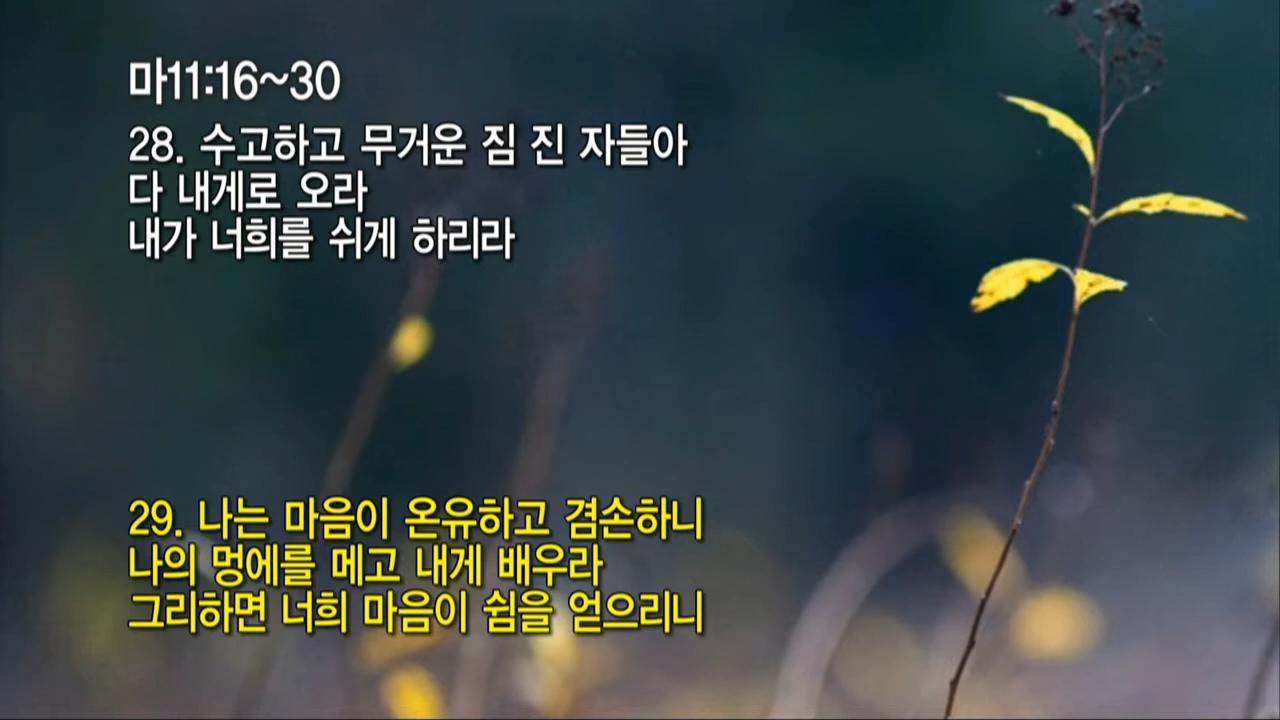 마11:16~30
28. 수고하고 무거운 짐 진 자들아
다 내게로 오라
내가 너희를 쉬게 하리라
29. 나는 마음이 온유하고 겸손하니
나의 멍에를 메고 내게 배우라
그리하면 너희 마음이 쉼을 얻으리니